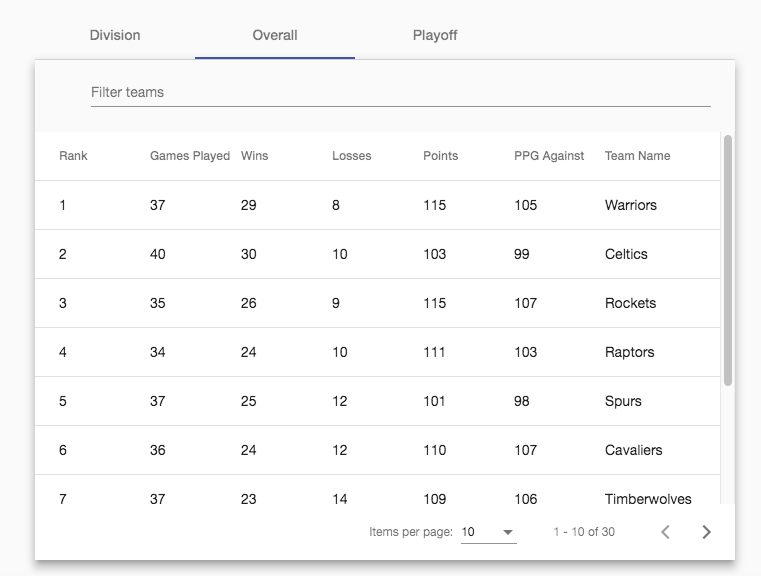 Division Overall Playoff
Filter teams
Rank Games Played Wins Losses Points PPG Against Team Name
1 37 29 8 115 105 Warriors
2 40 30 10 103 99 Celtics
3 35 26 9 115 107 Rockets
4 34 24 10 111 103 Raptors
5 37 25 12 101 98 Spurs
6 36 24 12 110 107 Cavaliers
7 37 23 14 109 106 Timberwolves
Items per page: 10 1 - 10 of 30